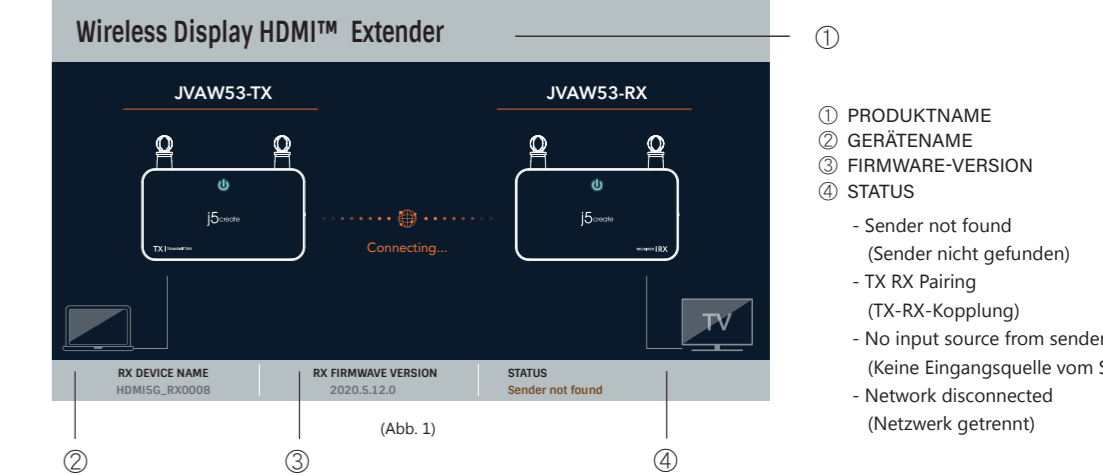 Wireless Display HDMI™ Extender
①
JVAW53-TX
JVAW53-RX
j5create
TX | TRANSMITTER
Connecting...
j5create
RECEIVER | RX
TV
RX DEVICE NAME
HDMI5G_RX0008
RX FIRMWAVE VERSION
2020.5.12.0
STATUS
Sender not found
(Abb. 1)
②
③
④
① PRODUKTNAME
② GERÄTENAME
③ FIRMWARE-VERSION
④ STATUS
- Sender not found
(Sender nicht gefunden)
- TX RX Pairing
(TX-RX-Kopplung)
- No input source from sender
(Keine Eingangsquelle vom
- Network disconnected
(Netzwerk getrennt)